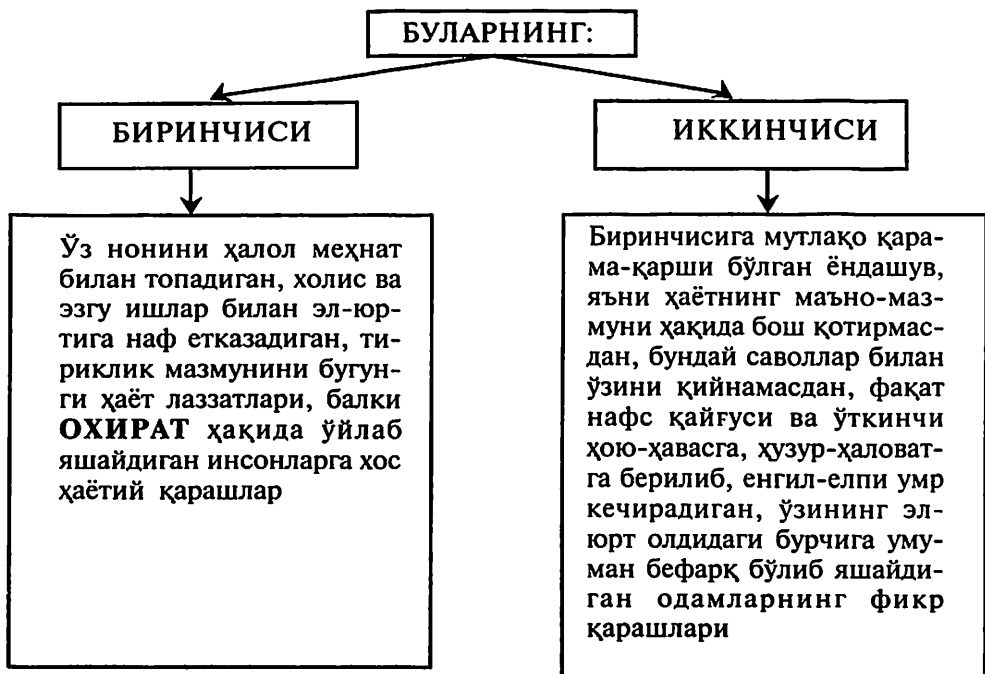 БУЛАРНИНГ:
БИРИНЧИСИ
Ўз нонини ҳалол меҳнат
билан топадиган, холис ва
эзгу ишлар билан эл-юр-
тига наф етказадиган, ти-
риклик мазмунини бугун-
ги ҳаёт лаззатлари, балки
ОХИРАТ ҳақида ўйлаб
яшайдиган инсонларга хос
ҳаётий қарашлар
ИККИНЧИСИ
Биринчисига мутлақо қара-
ма-қарши бўлган ёндашув,
яъни ҳаётнинг маъно-маз-
муни ҳақида бош қотирмас-
дан, бундай саволлар билан
ўзини қийнамасдан, фақат
нафс қайғуси ва ўткинчи
ҳою-ҳавасга, ҳузур-ҳаловат-
га берилиб, енгил-елпи умр
кечирадиган, ўзининг эл-
юрт олдидаги бурчига уму-
ман бефарқ бўлиб яшайди-
ган одамларнинг фикр
қарашлари